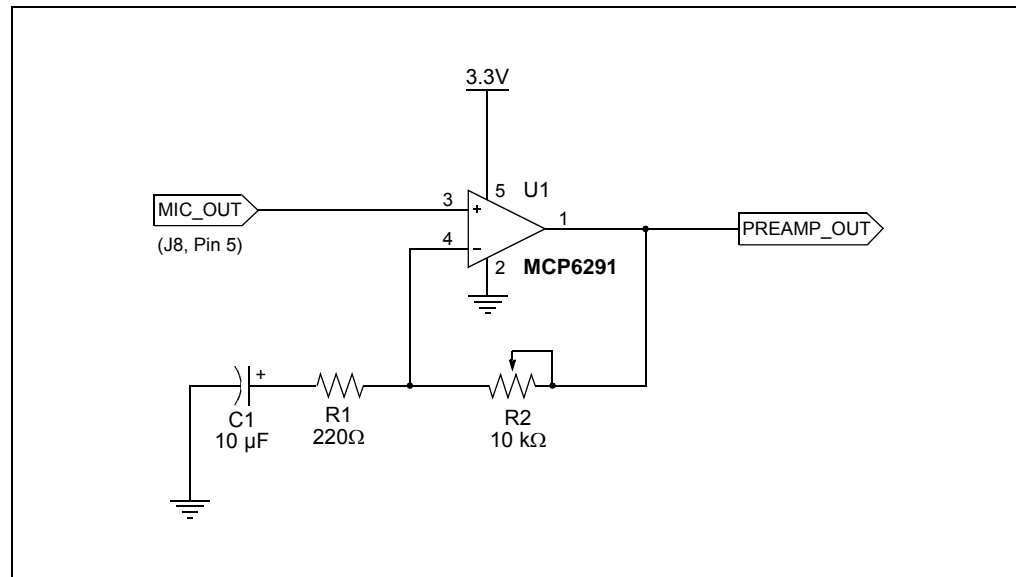 3.3V
5
U1
MIC_OUT
3
+
1
PREAMP_OUT
(J8, Pin 5)
4
–
2
MCP6291
+
C1
10 µF
R1
220Ω
R2
10 kΩ